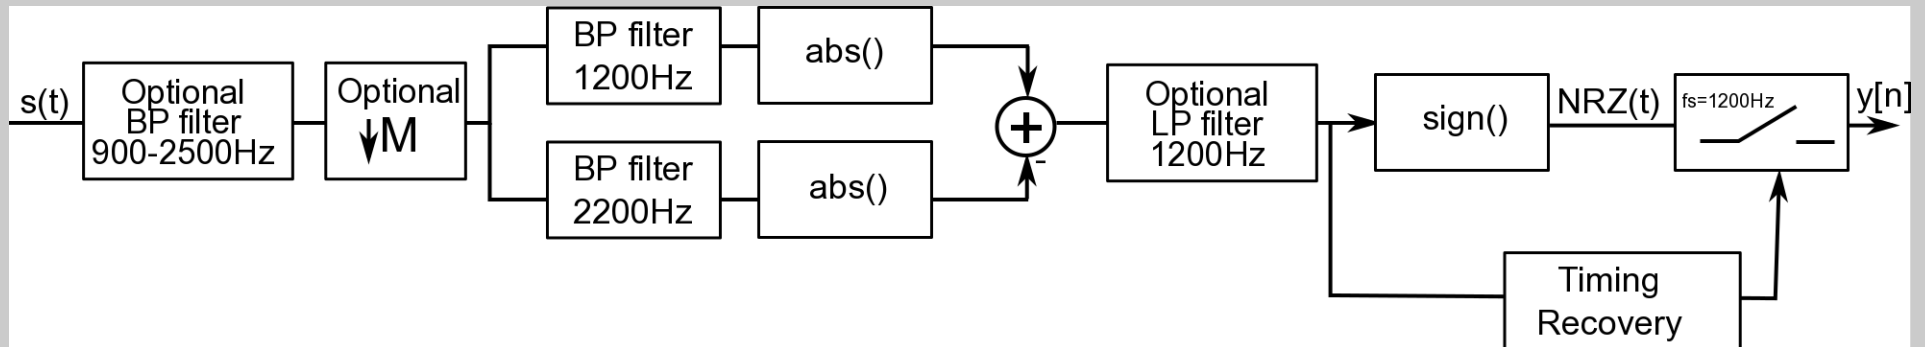 s(t)
Optional
BP filter
900-2500Hz
Optional
↓M
BP filter
1200Hz
abs()
BP filter
2200Hz
abs()
+
-
Optional
LP filter
1200Hz
sign()
NRZ(t)
fs=1200Hz
y[n]
Timing
Recovery